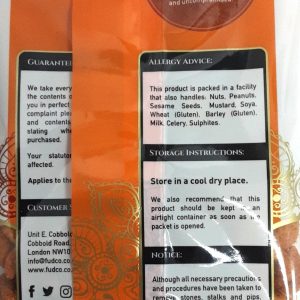 and uncompromised
GUARANTEE
We take every
the contents o
you in perfect
complaint plea
and contents
stating when
purchased.
Your statutor
affected.
Applies to the
CUSTOMER S
Unit E, Cobbold
Cobbold Road,
London NW10
info@fudco.co
www.fudco.co
ALLERGY ADVICE:
This product is packed in a facility
that also handles: Nuts, Peanuts,
Sesame Seeds, Mustard, Soya,
Wheat (Gluten), Barley (Gluten),
Milk, Celery, Sulphites.
STORAGE INSTRUCTIONS:
Store in a cool dry place.
We also recommend that this
product should be kept in an
airtight container as soon as the
packet is opened.
NOTICE:
Although all necessary precautions
and procedures have been taken to
remove stones, stalks and pips,